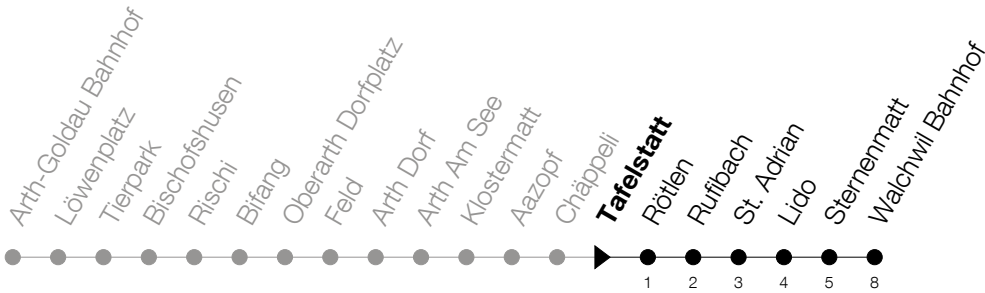 Arth-Goldau Bahnhof
Löwenplatz
Tierpark
Bischofshusen
Rischi
Bifang
Oberarth Dorfplatz
Feld
Arth Dorf
Arth Am See
Klostermatt
Aazopf
Chäppeli
Tafelstatt
Rötlen
Rufibach
St. Adrian
Lido
Sternenmatt
Walchwil Bahnhof
1 2 3 4 5 8